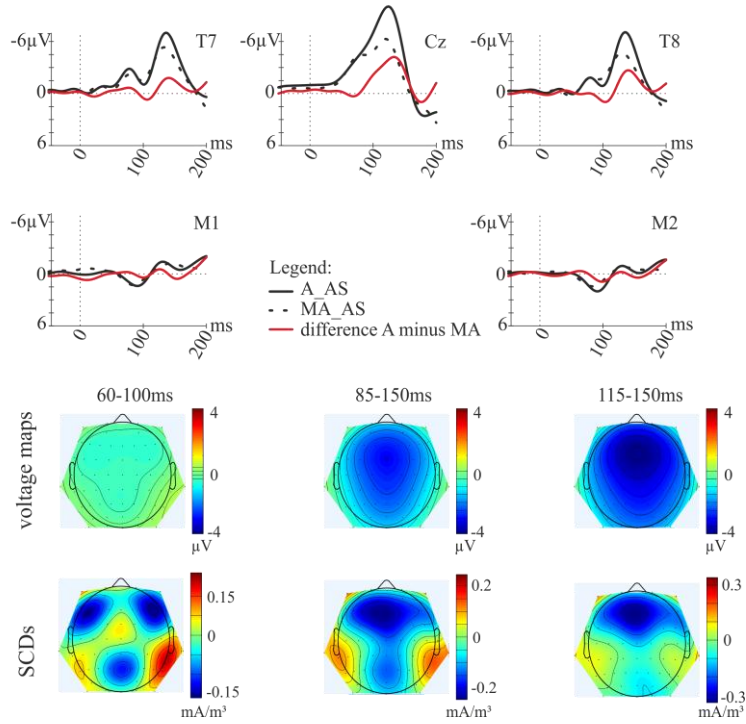 T7
-6µV
0
6
0
100
200
ms
Cz
-6µV
0
6
0
100
200
ms
T8
-6µV
0
6
0
100
200
ms
M1
-6µV
0
6
0
100
200
ms
Legend:
A_AS
MA_AS
difference A minus MA
M2
-6µV
0
6
0
100
200
ms
voltage maps
60-100ms
4
0
-4
µV
85-150ms
4
0
-4
µV
115-150ms
4
0
-4
µV
SCDs
0.15
0
-0.15
mA/m³
0.2
0
-0.2
mA/m³
0.3
0
-0.3
mA/m³